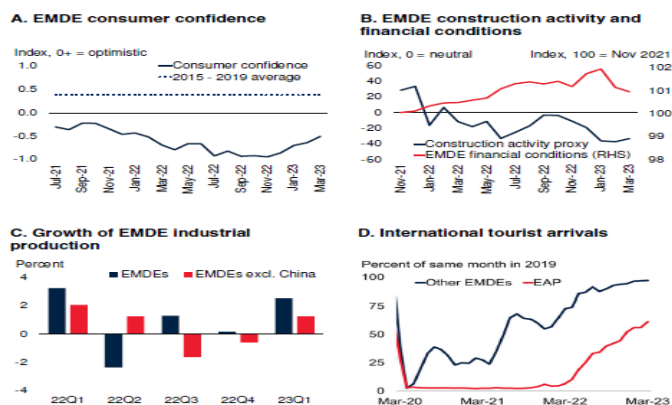 A. EMDE consumer confidence
Index, 0+ = optimistic
1.0
0.5
0.0
-0.5
-1.0
Consumer confidence
2015 - 2019 average
Jul-21
Sep-21
Nov-21
Jan-22
Mar-22
May-22
Jul-22
Sep-22
Nov-22
Jan-23
Mar-23
B. EMDE construction activity and
financial conditions
Index, 0 = neutral
Index, 100 = Nov 2021
60
40
20
0
-20
-40
-60
102
101
100
99
98
Construction activity proxy
EMDE financial conditions (RHS)
Nov-21
Jan-22
Mar-22
May-22
Jul-22
Sep-22
Nov-22
Jan-23
Mar-23
C. Growth of EMDE industrial
production
Percent
4
2
0
-2
-4
EMDEs
EMDEs excl. China
22Q1
22Q2
22Q3
22Q4
23Q1
D. International tourist arrivals
Percent of same month in 2019
100
75
50
25
0
Other EMDEs
EAP
Mar-20
Mar-21
Mar-22
Mar-23